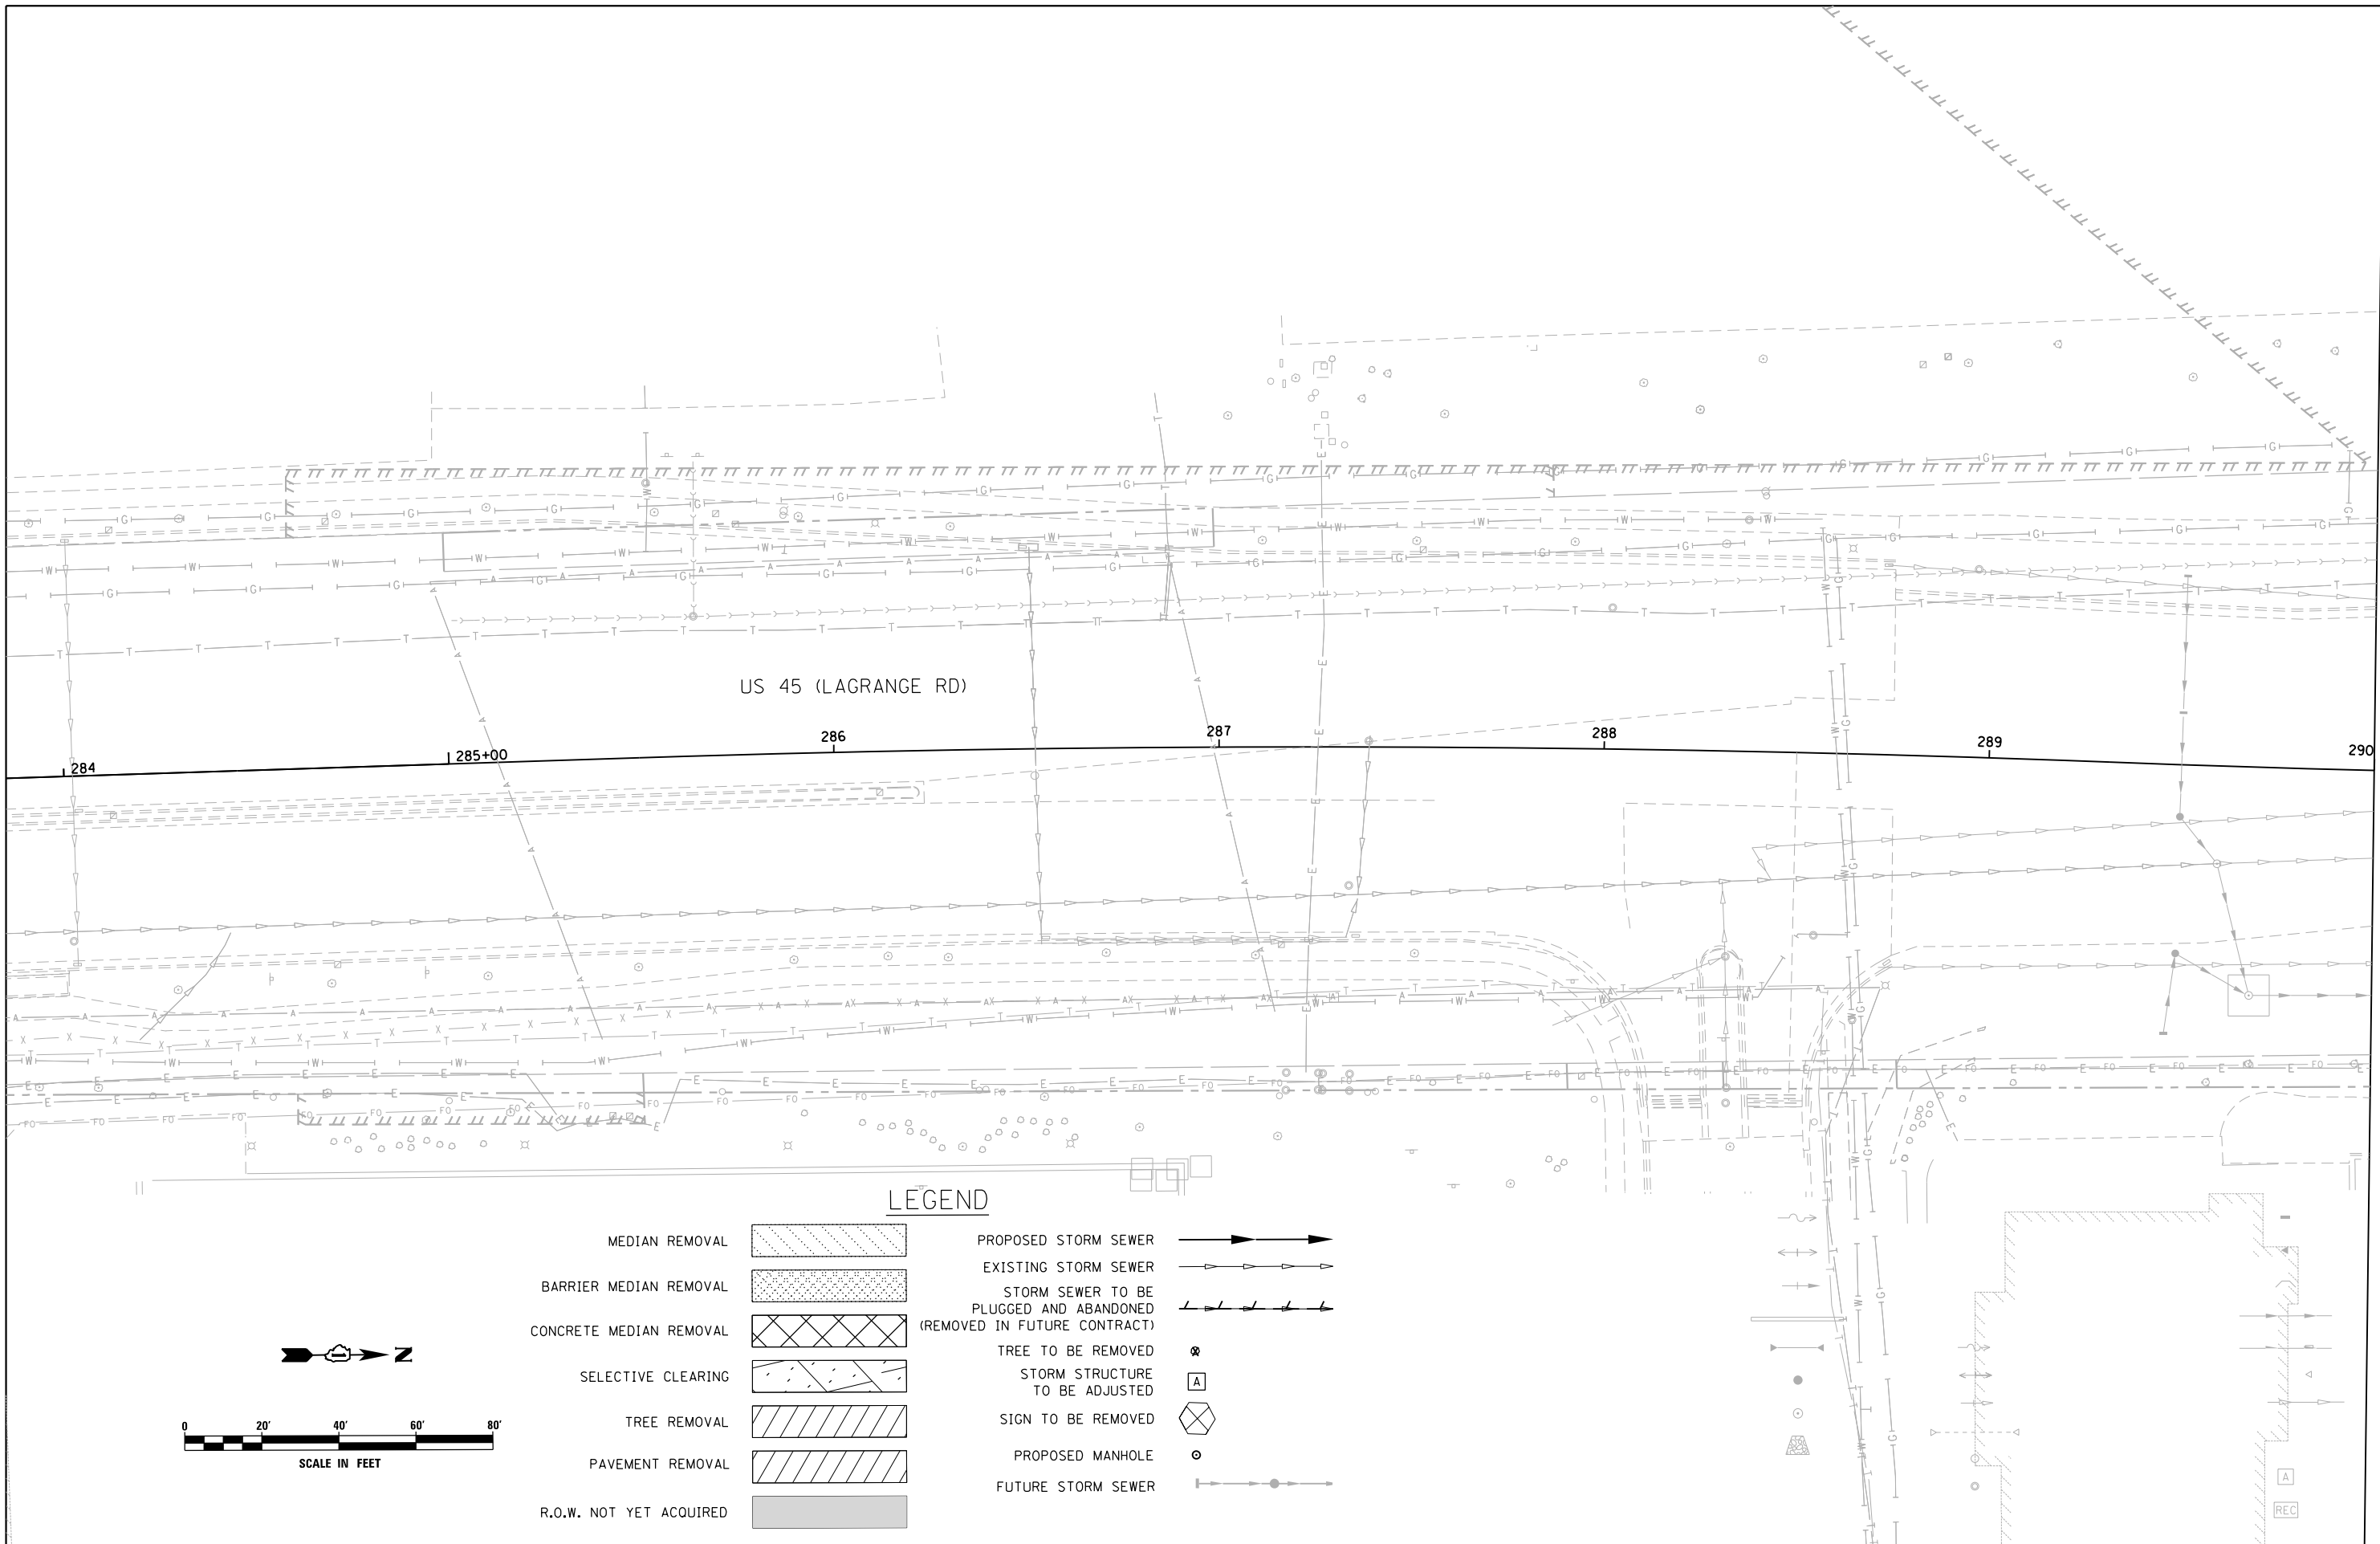 US 45 (LAGRANGE RD)
284
285+00
286
287
288
289
290
LEGEND
MEDIAN REMOVAL
BARRIER MEDIAN REMOVAL
CONCRETE MEDIAN REMOVAL
SELECTIVE CLEARING
TREE REMOVAL
PAVEMENT REMOVAL
R.O.W. NOT YET ACQUIRED
PROPOSED STORM SEWER
EXISTING STORM SEWER
STORM SEWER TO BE
PLUGGED AND ABANDONED
(REMOVED IN FUTURE CONTRACT)
TREE TO BE REMOVED
STORM STRUCTURE
TO BE ADJUSTED
A
SIGN TO BE REMOVED
PROPOSED MANHOLE
FUTURE STORM SEWER
N
0 20' 40' 60' 80'
SCALE IN FEET
A
REC